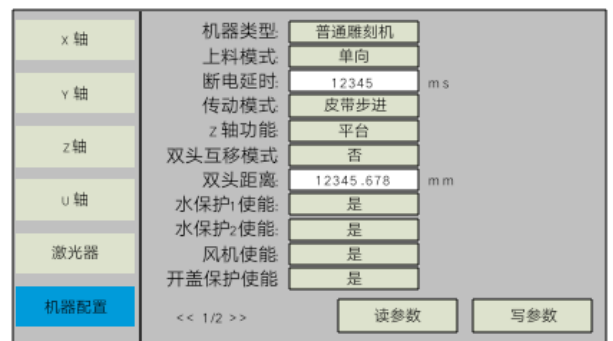 X 轴
Y 轴
Z 轴
U 轴
激光器
机器配置
机器类型: 普通雕刻机
上料模式: 单向
断电延时: 12345 ms
传动模式: 皮带步进
Z 轴功能: 平台
双头互移模式: 否
双头距离: 12345.678 mm
水保护1使能: 是
水保护2使能: 是
风机使能: 是
开盖保护使能 是
<< 1/2 >> 读参数 写参数